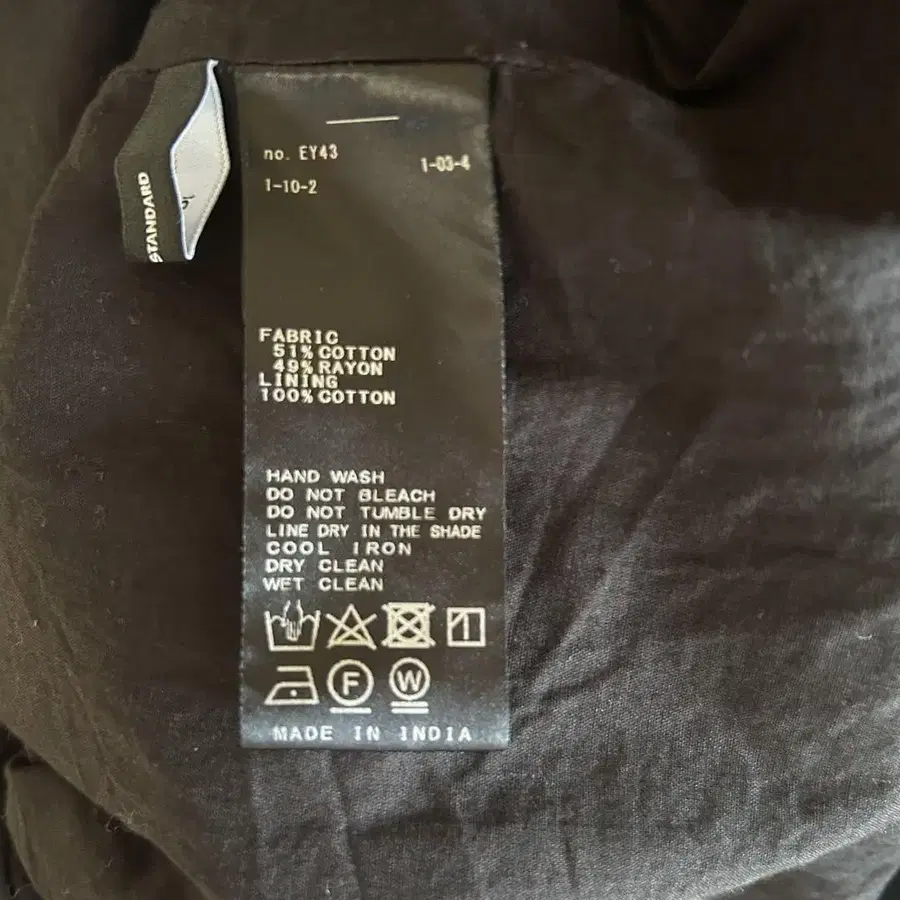 STANDARD
no. EY43
1-03-4
1-10-2
FABRIC
51% COTTON
49% RAYON
LINING
100% COTTON
HAND WASH
DO NOT BLEACH
DO NOT TUMBLE DRY
LINE DRY IN THE SHADE
COOL IRON
DRY CLEAN
WET CLEAN
F
W
MADE IN INDIA